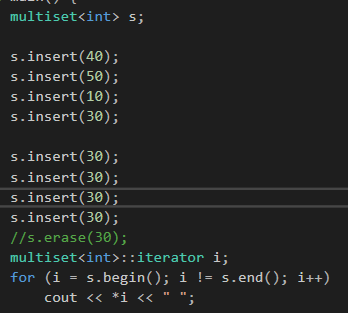 main() {
multiset<int> s;
s.insert(40);
s.insert(50);
s.insert(10);
s.insert(30);
s.insert(30);
s.insert(30);
s.insert(30);
s.insert(30);
//s.erase(30);
multiset<int>::iterator i;
for (i = s.begin(); i != s.end(); i++)
cout << *i << " ";